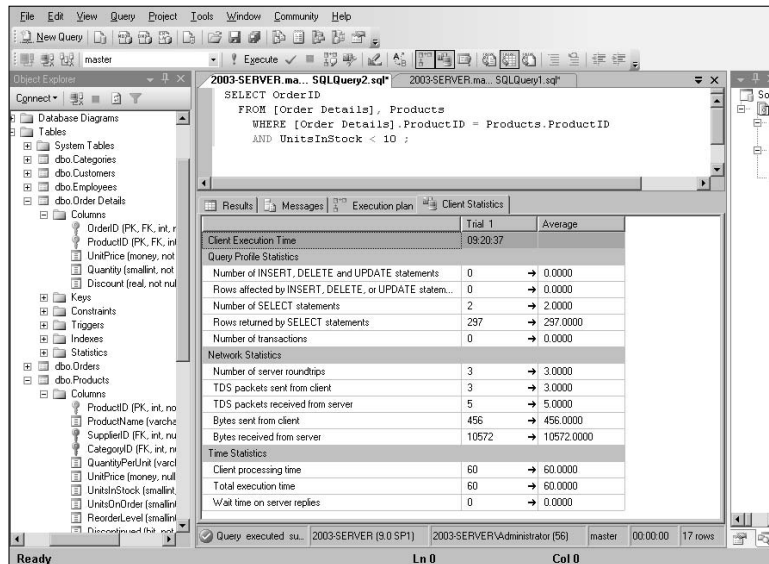 File Edit View Query Project Tools Window Community Help
New Query
master Execute
Object Explorer
Connect
Database Diagrams
Tables
System Tables
dbo.Categories
dbo.Customers
dbo.Employees
dbo.Order Details
Columns
OrderID (PK, FK, int, r
ProductID (PK, FK, int
UnitPrice (money, not
Quantity (smallint, not
Discount (real, not nul
Keys
Constraints
Triggers
Indexes
Statistics
dbo.Orders
dbo.Products
Columns
ProductID (PK, int, no
ProductName (varcha
SupplierID (FK, int, nu
CategoryID (FK, int, n
QuantityPerUnit (varcl
UnitPrice (money, null
UnitsInStock (smallint,
UnitsOnOrder (smallint
ReorderLevel (smallint
Discontinued (bit, not
2003-SERVER.ma... SQLQuery2.sql* 2003-SERVER.ma... SQLQuery1.sql*
SELECT OrderID
FROM [Order Details], Products
WHERE [Order Details].ProductID = Products.ProductID
AND UnitsInStock < 10 ;
Results Messages Execution plan Client Statistics
Trial 1 Average
Client Execution Time 09:20:37
Query Profile Statistics
Number of INSERT, DELETE and UPDATE statements 0 → 0.0000
Rows affected by INSERT, DELETE, or UPDATE statem... 0 → 0.0000
Number of SELECT statements 2 → 2.0000
Rows returned by SELECT statements 297 → 297.0000
Number of transactions 0 → 0.0000
Network Statistics
Number of server roundtrips 3 → 3.0000
TDS packets sent from client 3 → 3.0000
TDS packets received from server 5 → 5.0000
Bytes sent from client 456 → 456.0000
Bytes received from server 10572 → 10572.0000
Time Statistics
Client processing time 60 → 60.0000
Total execution time 60 → 60.0000
Wait time on server replies 0 → 0.0000
Query executed su... 2003-SERVER (9.0 SP1) 2003-SERVER\Administrator (56) master 00:00:00 17 rows
So
Ready Ln 0 Col 0